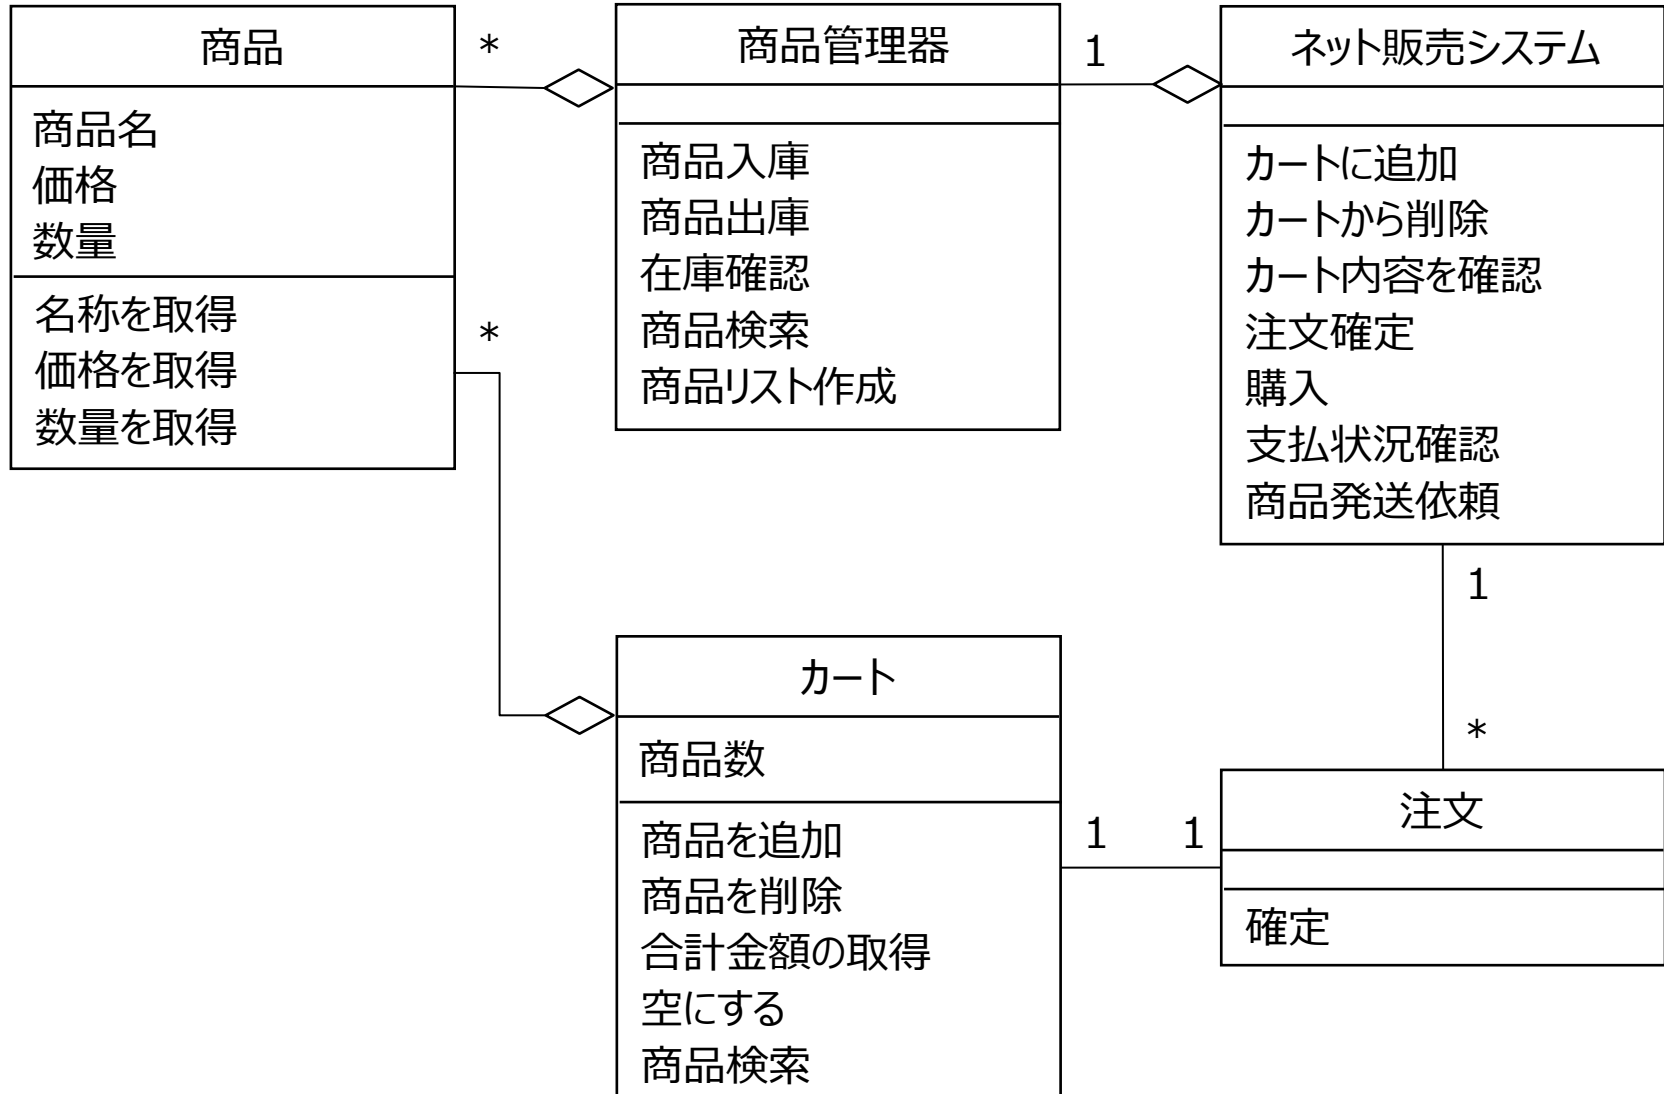 商品
商品名
価格
数量
名称を取得
価格を取得
数量を取得
*
*
商品管理器
商品入庫
商品出庫
在庫確認
商品検索
商品リスト作成
1
ネット販売システム
カートに追加
カートから削除
カート内容を確認
注文確定
購入
支払状況確認
商品発送依頼
1
*
カート
商品数
商品を追加
商品を削除
合計金額の取得
空にする
商品検索
1
1
注文
確定